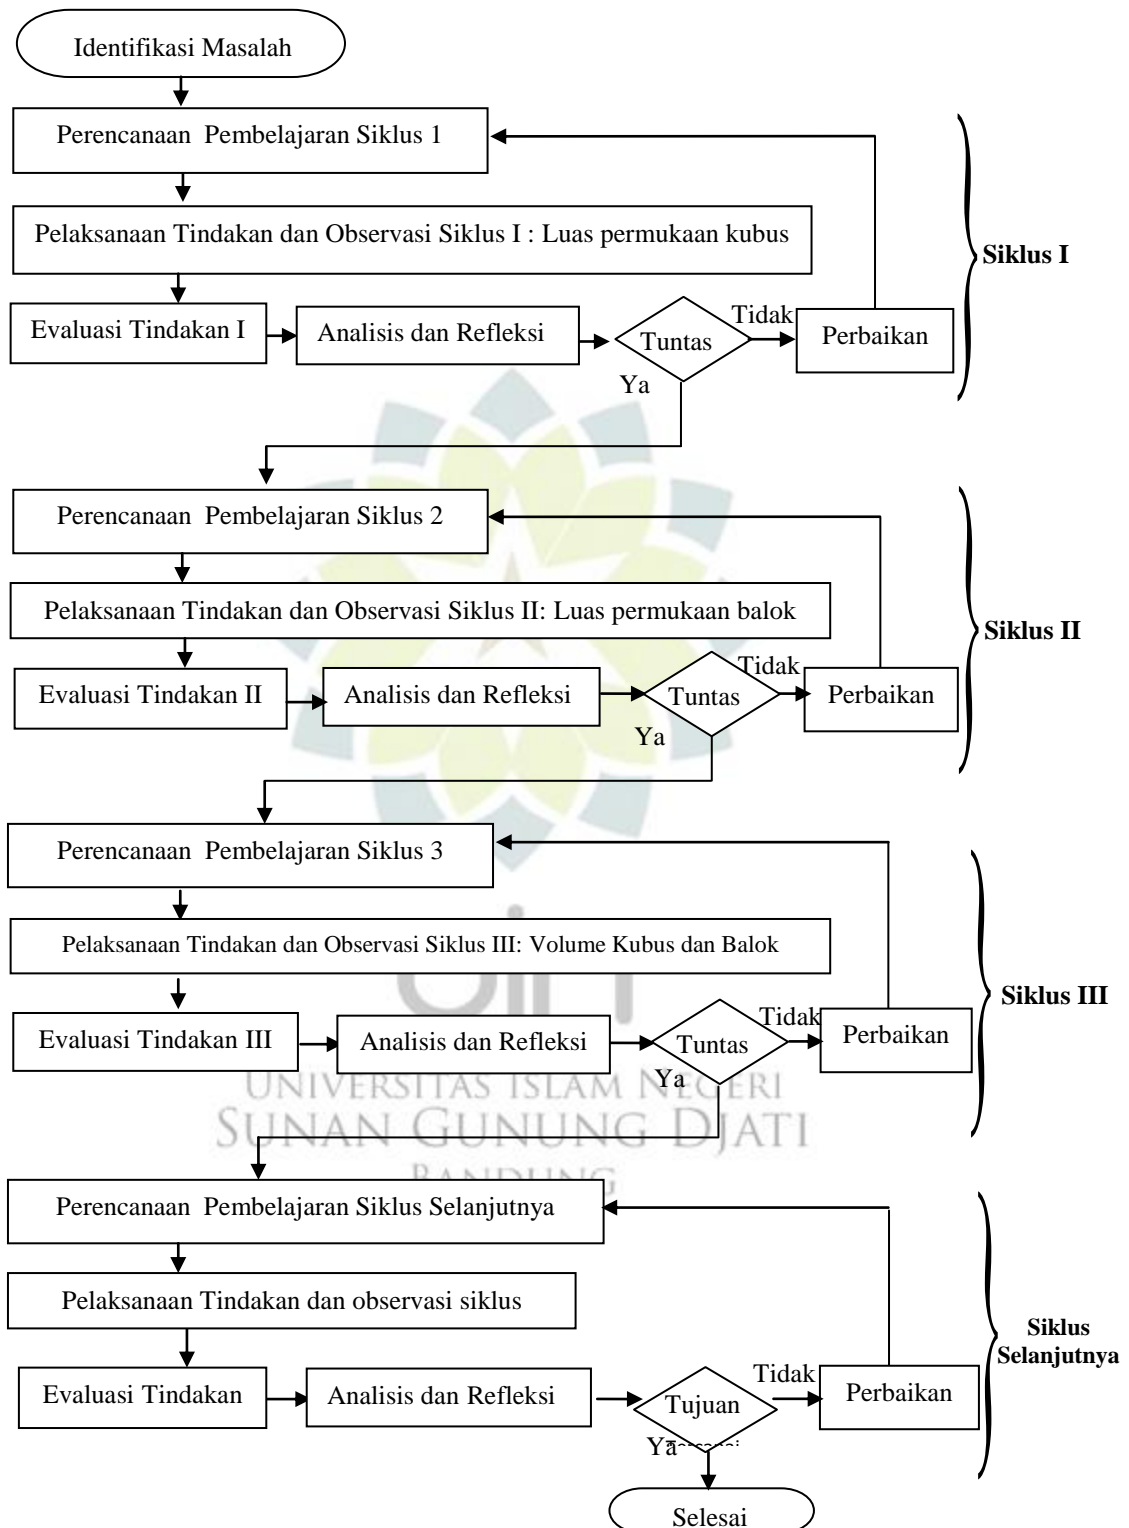 Identifikasi Masalah
Perencanaan Pembelajaran Siklus 1
Pelaksanaan Tindakan dan Observasi Siklus I : Luas permukaan kubus
Siklus I
Evaluasi Tindakan I
Analisis dan Refleksi
Tuntas
Tidak
Perbaikan
Ya
Perencanaan Pembelajaran Siklus 2
Pelaksanaan Tindakan dan Observasi Siklus II: Luas permukaan balok
Siklus II
Evaluasi Tindakan II
Analisis dan Refleksi
Tuntas
Tidak
Perbaikan
Ya
Perencanaan Pembelajaran Siklus 3
Pelaksanaan Tindakan dan Observasi Siklus III: Volume Kubus dan Balok
Siklus III
Evaluasi Tindakan III
Analisis dan Refleksi
Tuntas
Tidak
Perbaikan
Ya
uin
UNIVERSITAS ISLAM NEGERI
SUNAN GUNUNG DJATI
BANDUNG
Perencanaan Pembelajaran Siklus Selanjutnya
Pelaksanaan Tindakan dan observasi siklus
Siklus
Selanjutnya
Evaluasi Tindakan
Analisis dan Refleksi
Tujuan
Tidak
Perbaikan
Ya
Selesai